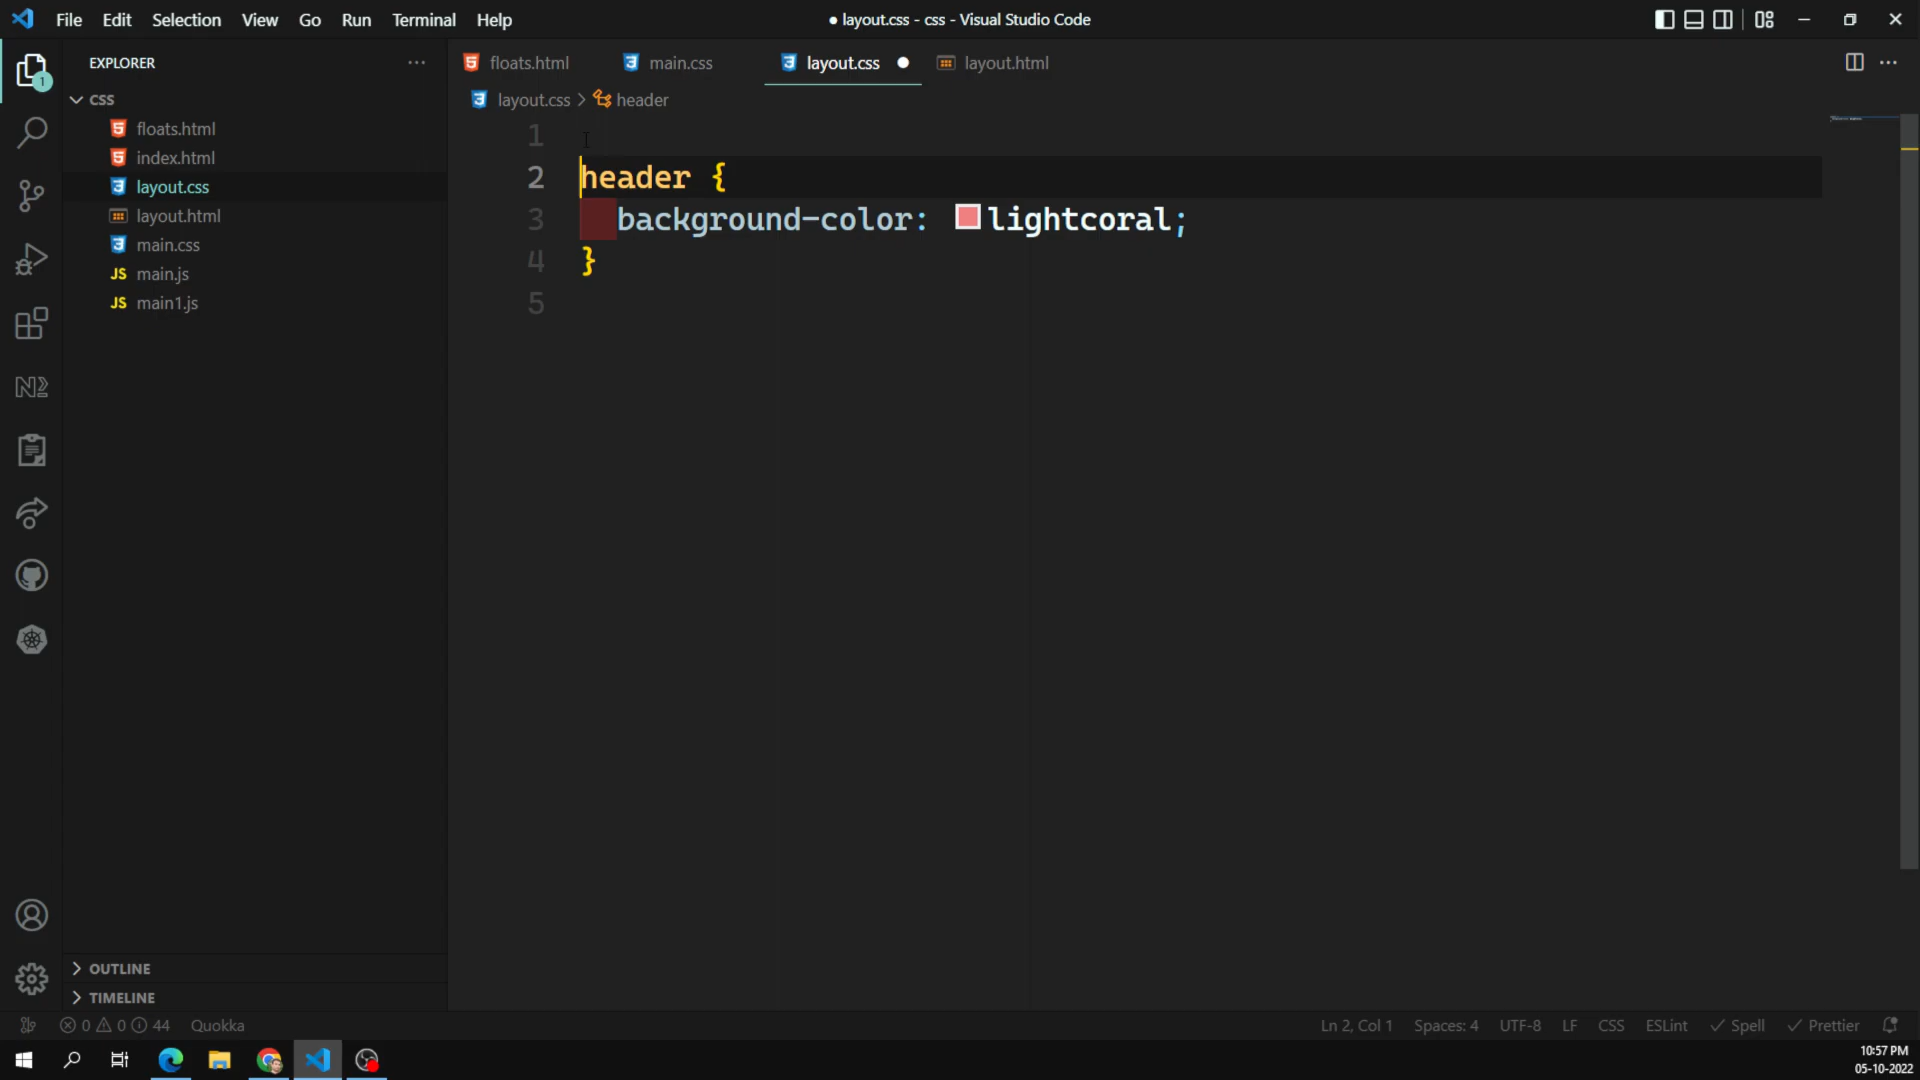 File Edit Selection View Go Run Terminal Help
● layout.css - css - Visual Studio Code
EXPLORER
floats.html
main.css
layout.css
layout.html
layout.css > header
1
CSS
floats.html
index.html
layout.css
layout.html
main.css
JS main.js
JS main1.js
1
2 header {
3 background-color: lightcoral;
4 }
5
OUTLINE
TIMELINE
0 0 44 Quokka
Ln 2, Col 1 Spaces: 4 UTF-8 LF CSS ESLint Spell Prettier
10:57 PM
05-10-2022